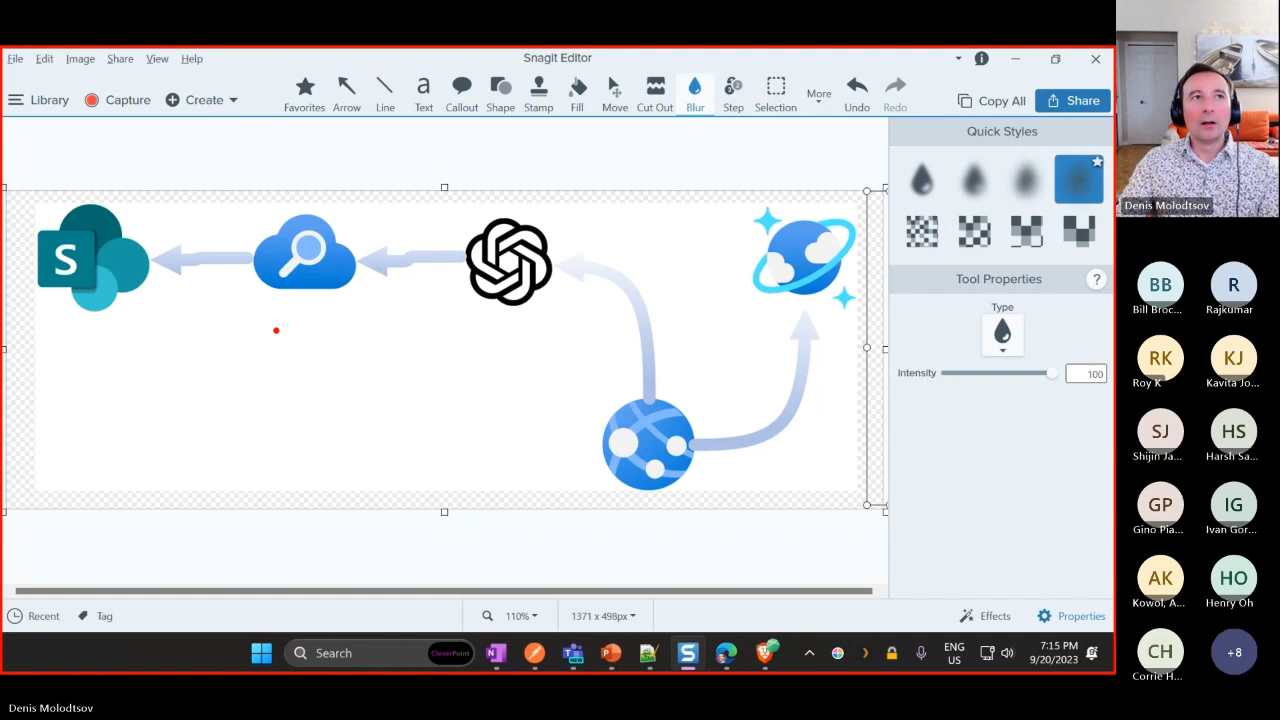 File Edit Image Share View Help
Snagit Editor
Library Capture Create
Favorites Arrow Line Text Callout Shape Stamp Fill Move Cut Out Blur Step Selection More Undo Redo
Copy All Share
Quick Styles
Tool Properties
?
Type
Intensity 100
S
Recent Tag
110% 1371 x 498px
Effects Properties
Search CleverPoint
ENG
US
7:15 PM
9/20/2023
Denis Molodtsov
BB R
Bill Broc... Rajkumar
RK KJ
Roy K Kavita Jo...
SJ HS
Shijin Ja... Harsh Sa...
GP IG
Gino Pia... Ivan Gor...
AK HO
Kowol, A... Henry Oh
CH +8
Corrie H...
Denis Molodtsov